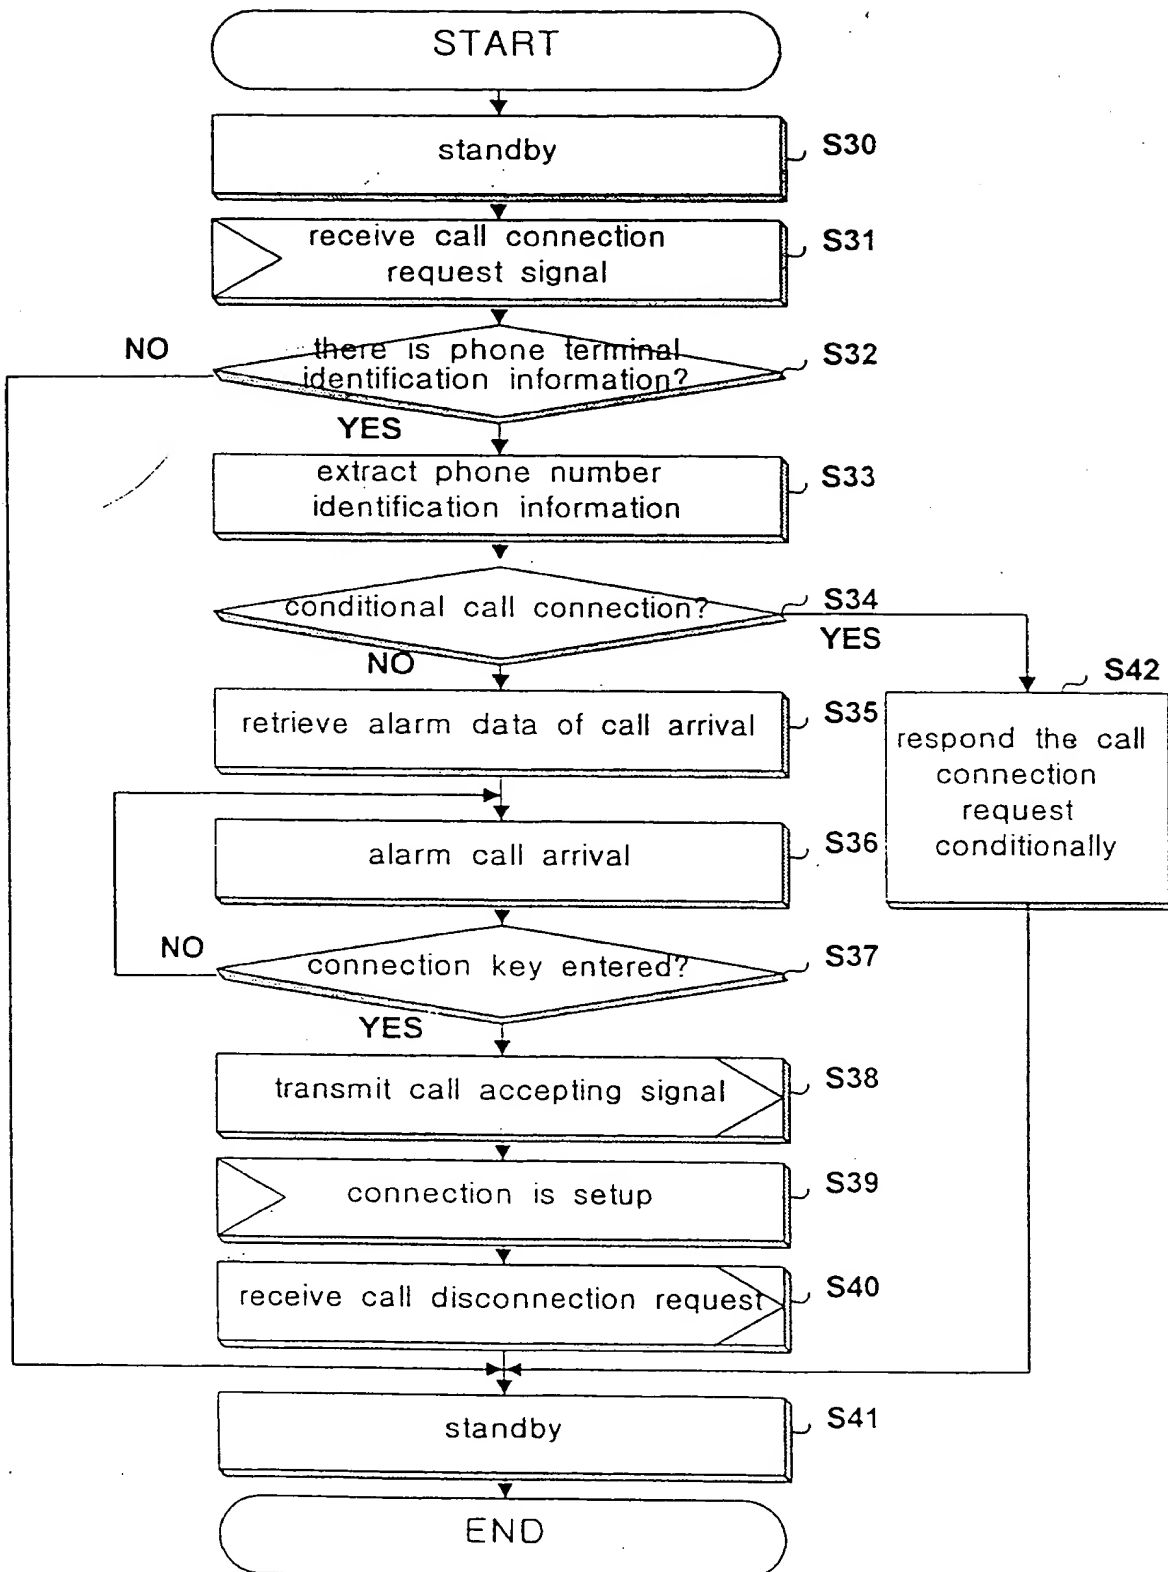 START
standby
S30
receive call connection
request signal
S31
NO
there is phone terminal
identification information?
S32
YES
extract phone number
identification information
S33
conditional call connection?
S34
YES
NO
S42
retrieve alarm data of call arrival
S35
respond the call
connection
request
conditionally
alarm call arrival
S36
NO
connection key entered?
S37
YES
transmit call accepting signal
S38
connection is setup
S39
receive call disconnection request
S40
standby
S41
END